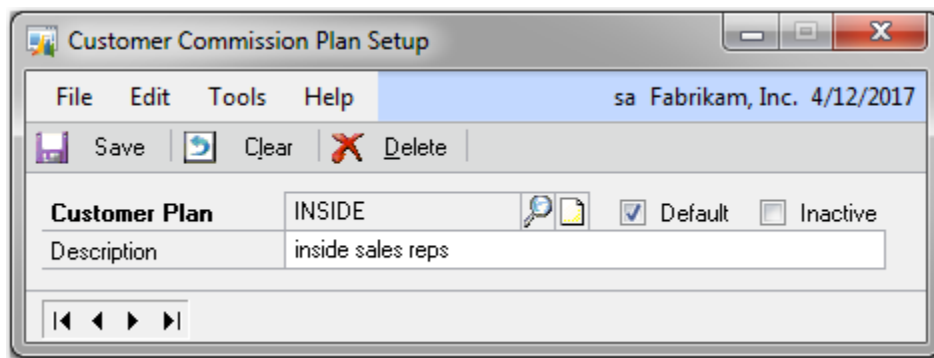 Customer Commission Plan Setup
File Edit Tools Help sa Fabrikam, Inc. 4/12/2017
Save Clear Delete
Customer Plan INSIDE Default Inactive
Description inside sales reps